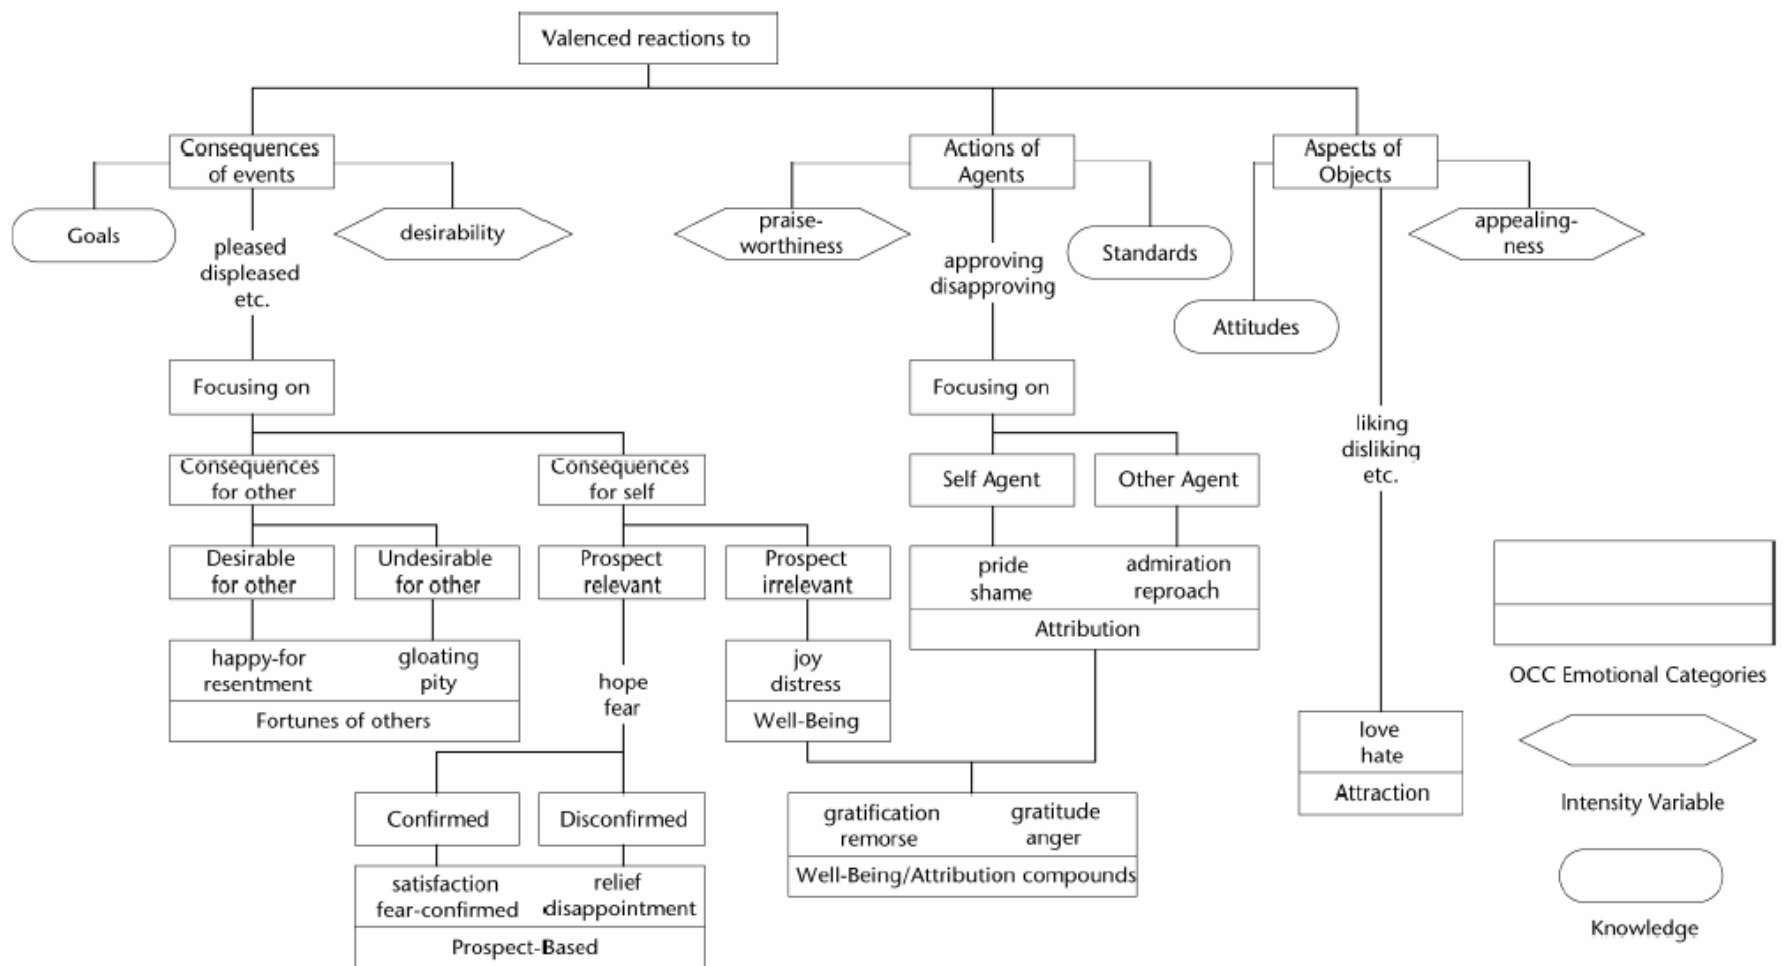 Valenced reactions to
Consequences
of events
Actions of
Agents
Aspects of
Objects
Goals
desirability
praise-
worthiness
Standards
appealing-
ness
Attitudes
pleased
displeased
etc.
approving
disapproving
Focusing on
Focusing on
liking
disliking
etc.
Consequences
for other
Consequences
for self
Self Agent
Other Agent
Desirable
for other
Undesirable
for other
Prospect
relevant
Prospect
irrelevant
pride
shame
admiration
reproach
Attribution
happy-for
resentment
gloating
pity
Fortunes of others
hope
fear
joy
distress
Well-Being
love
hate
Attraction
Confirmed
Disconfirmed
gratification
remorse
gratitude
anger
Well-Being/Attribution compounds
satisfaction
fear-confirmed
relief
disappointment
Prospect-Based
OCC Emotional Categories
Intensity Variable
Knowledge